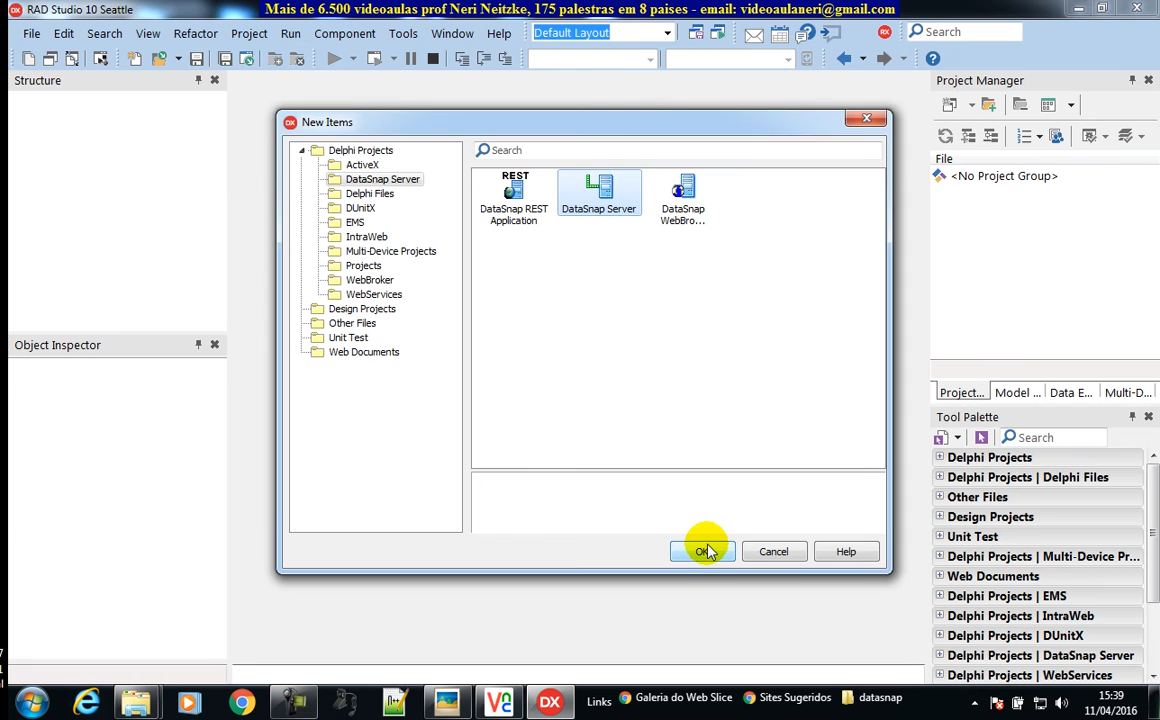 RAD Studio 10 Seattle
Mais de 6.500 videoaulas prof Neri Neitzke, 175 palestras em 8 paises - email: videoaulaneri@gmail.com
File Edit Search View Refactor Project Run Component Tools Window Help
Default Layout
Search
Structure
Object Inspector
New Items
Delphi Projects
ActiveX
DataSnap Server
Delphi Files
DUnitX
EMS
IntraWeb
Multi-Device Projects
Projects
WebBroker
WebServices
Design Projects
Other Files
Unit Test
Web Documents
Search
REST
DataSnap REST
Application
DataSnap Server
DataSnap
WebBro...
OK
Cancel
Help
Project Manager
File
<No Project Group>
Project... Model ... Data E... Multi-D...
Tool Palette
Search
Delphi Projects
Delphi Projects | Delphi Files
Other Files
Design Projects
Unit Test
Delphi Projects | Multi-Device Pr...
Web Documents
Delphi Projects | EMS
Delphi Projects | IntraWeb
Delphi Projects | DUnitX
Delphi Projects | DataSnap Server
Delphi Projects | WebServices
Links
Galeria do Web Slice
Sites Sugeridos
datasnap
15:39
11/04/2016